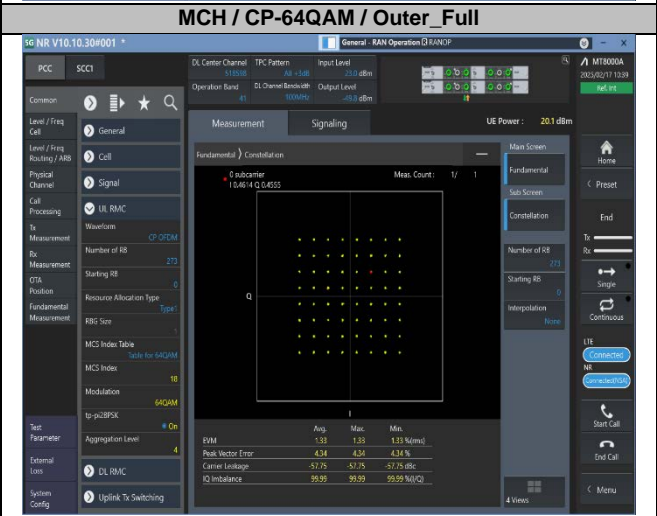 MCH / CP-64QAM / Outer_Full
5G NR V10.10.30#001 *
General - RAN Operation RANOP
PCC SCC1
DL Center Channel TPC Pattern Input Level
518598 All +3dB 23.0 dBm
Operation Band DL Channel Bandwidth Output Level
41 100MHz -49.0 dBm
MT8000A
2025/02/17 13:39
Ref. Int
Common
Measurement Signaling UE Power : 20.1 dBm
Level / Freq
Cell
General
Level / Freq
Routing / ARB
Cell
Physical
Channel
Signal
Call
Processing
UL RMC
Tx
Measurement
Rx
Measurement
OTA
Position
Fundamental
Measurement
Waveform
CP OFDM
Number of RB
273
Starting RB
0
Resource Allocation Type
Type1
RBG Size
1
MCS Index Table
Table for 64QAM
MCS Index
18
Modulation
64QAM
tp-pi2BPSK
On
Aggregation Level
4
DL RMC
Uplink Tx Switching
Test
Parameter
External
Loss
System
Config
Fundamental Constellation
0 subcarrier Meas. Count : 1/ 1
I 0.4614 Q 0.4555
Q
I
Avg. Max. Min.
EVM 1.33 1.33 1.33 %(rms)
Peak Vector Error 4.34 4.34 4.34 %
Carrier Leakage -57.75 -57.75 -57.75 dBc
IQ Imbalance 99.99 99.99 99.99 %(I/Q)
Main Screen
Fundamental
Sub Screen
Constellation
Number of RB
273
Starting RB
0
Interpolation
None
4 Views
Home
Preset
End
Tx
Rx
Single
Continuous
LTE
Connected
NR
Connected(NSA)
Start Call
End Call
Menu